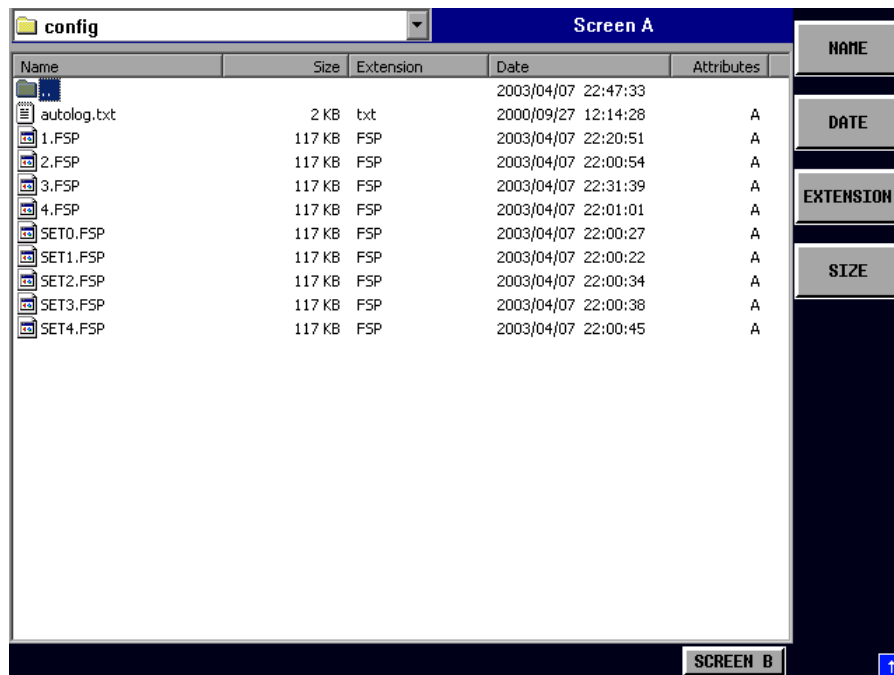 config
Screen A
Name Size Extension Date Attributes
.. 2003/04/07 22:47:33
autolog.txt 2 KB txt 2000/09/27 12:14:28 A
1.FSP 117 KB FSP 2003/04/07 22:20:51 A
2.FSP 117 KB FSP 2003/04/07 22:00:54 A
3.FSP 117 KB FSP 2003/04/07 22:31:39 A
4.FSP 117 KB FSP 2003/04/07 22:01:01 A
SET0.FSP 117 KB FSP 2003/04/07 22:00:27 A
SET1.FSP 117 KB FSP 2003/04/07 22:00:22 A
SET2.FSP 117 KB FSP 2003/04/07 22:00:34 A
SET3.FSP 117 KB FSP 2003/04/07 22:00:38 A
SET4.FSP 117 KB FSP 2003/04/07 22:00:45 A
NAME
DATE
EXTENSION
SIZE
SCREEN B